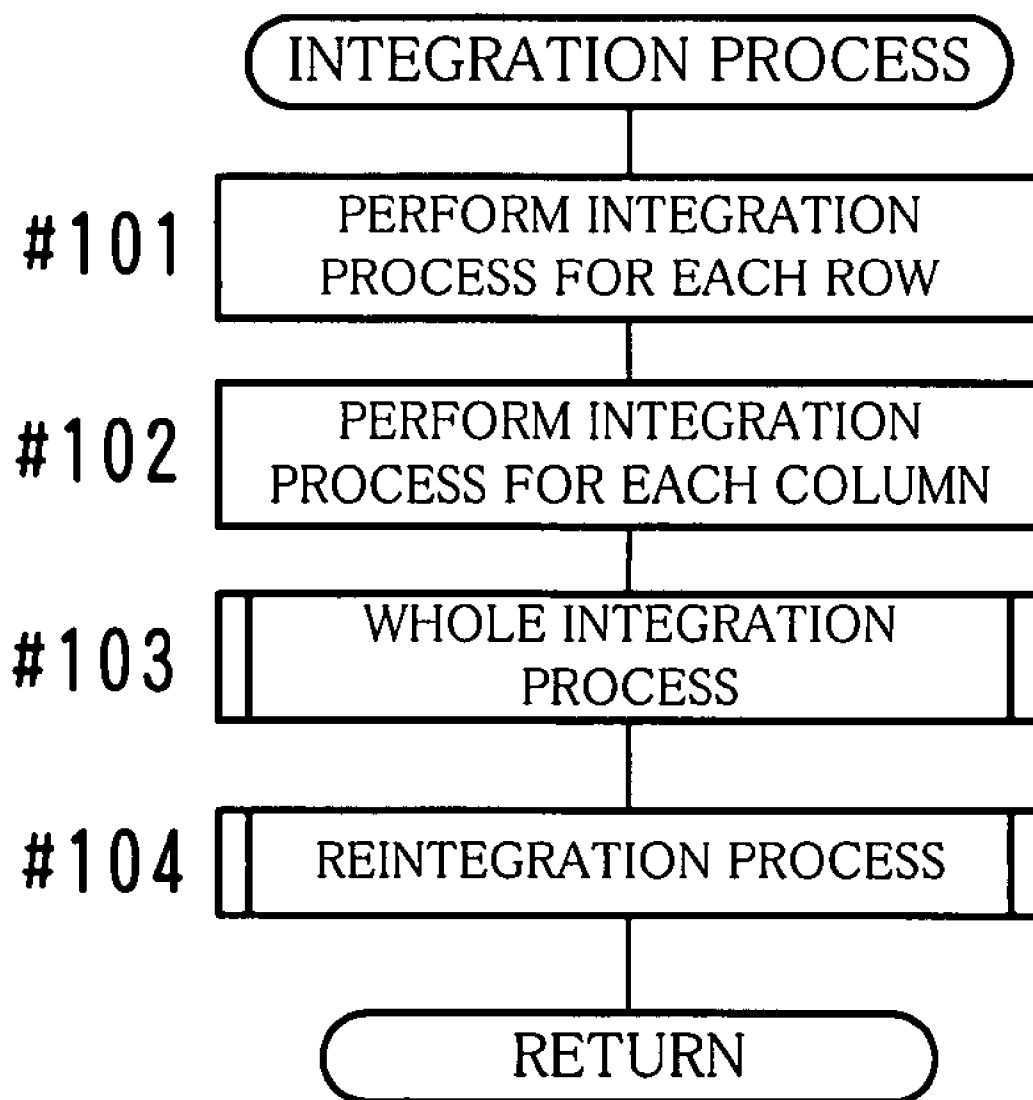 INTEGRATION PROCESS
#101
PERFORM INTEGRATION
PROCESS FOR EACH ROW
#102
PERFORM INTEGRATION
PROCESS FOR EACH COLUMN
#103
WHOLE INTEGRATION
PROCESS
#104
REINTEGRATION PROCESS
RETURN